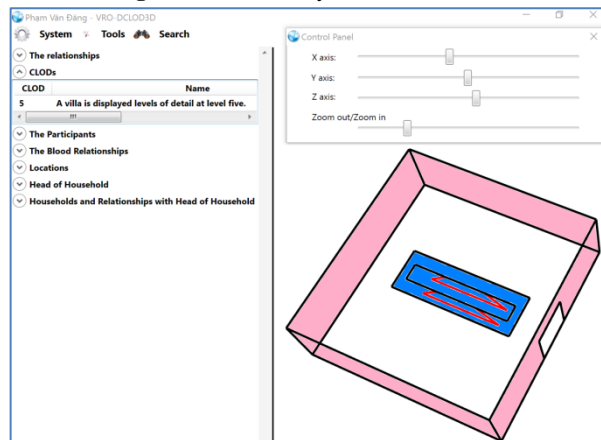 Phạm Văn Đảng - VRO-DCLOD3D
System Tools Search
The relationships
CLODs
CLOD Name
5 A villa is displayed levels of detail at level five.
The Participants
The Blood Relationships
Locations
Head of Household
Households and Relationships with Head of Household
Control Panel
X axis:
Y axis:
Z axis:
Zoom out/Zoom in